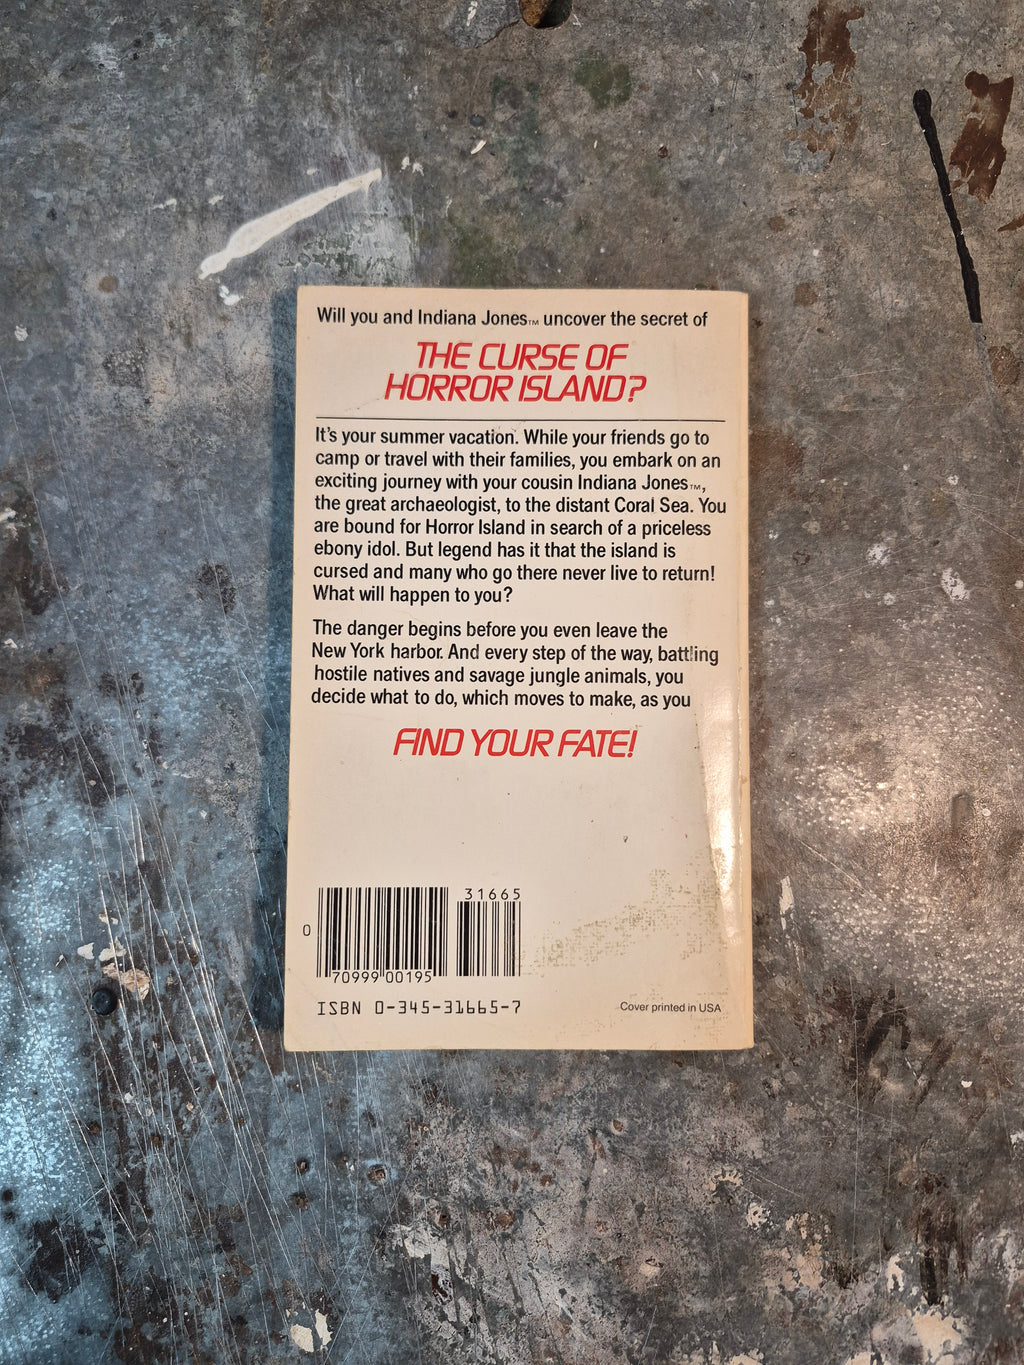 Will you and Indiana Jones™ uncover the secret of
THE CURSE OF
HORROR ISLAND?
It's your summer vacation. While your friends go to
camp or travel with their families, you embark on an
exciting journey with your cousin Indiana Jones™,
the great archaeologist, to the distant Coral Sea. You
are bound for Horror Island in search of a priceless
ebony idol. But legend has it that the island is
cursed and many who go there never live to return!
What will happen to you?
The danger begins before you even leave the
New York harbor. And every step of the way, battling
hostile natives and savage jungle animals, you
decide what to do, which moves to make, as you
FIND YOUR FATE!
31665
0
70999 00195
ISBN 0-345-31665-7
Cover printed in USA